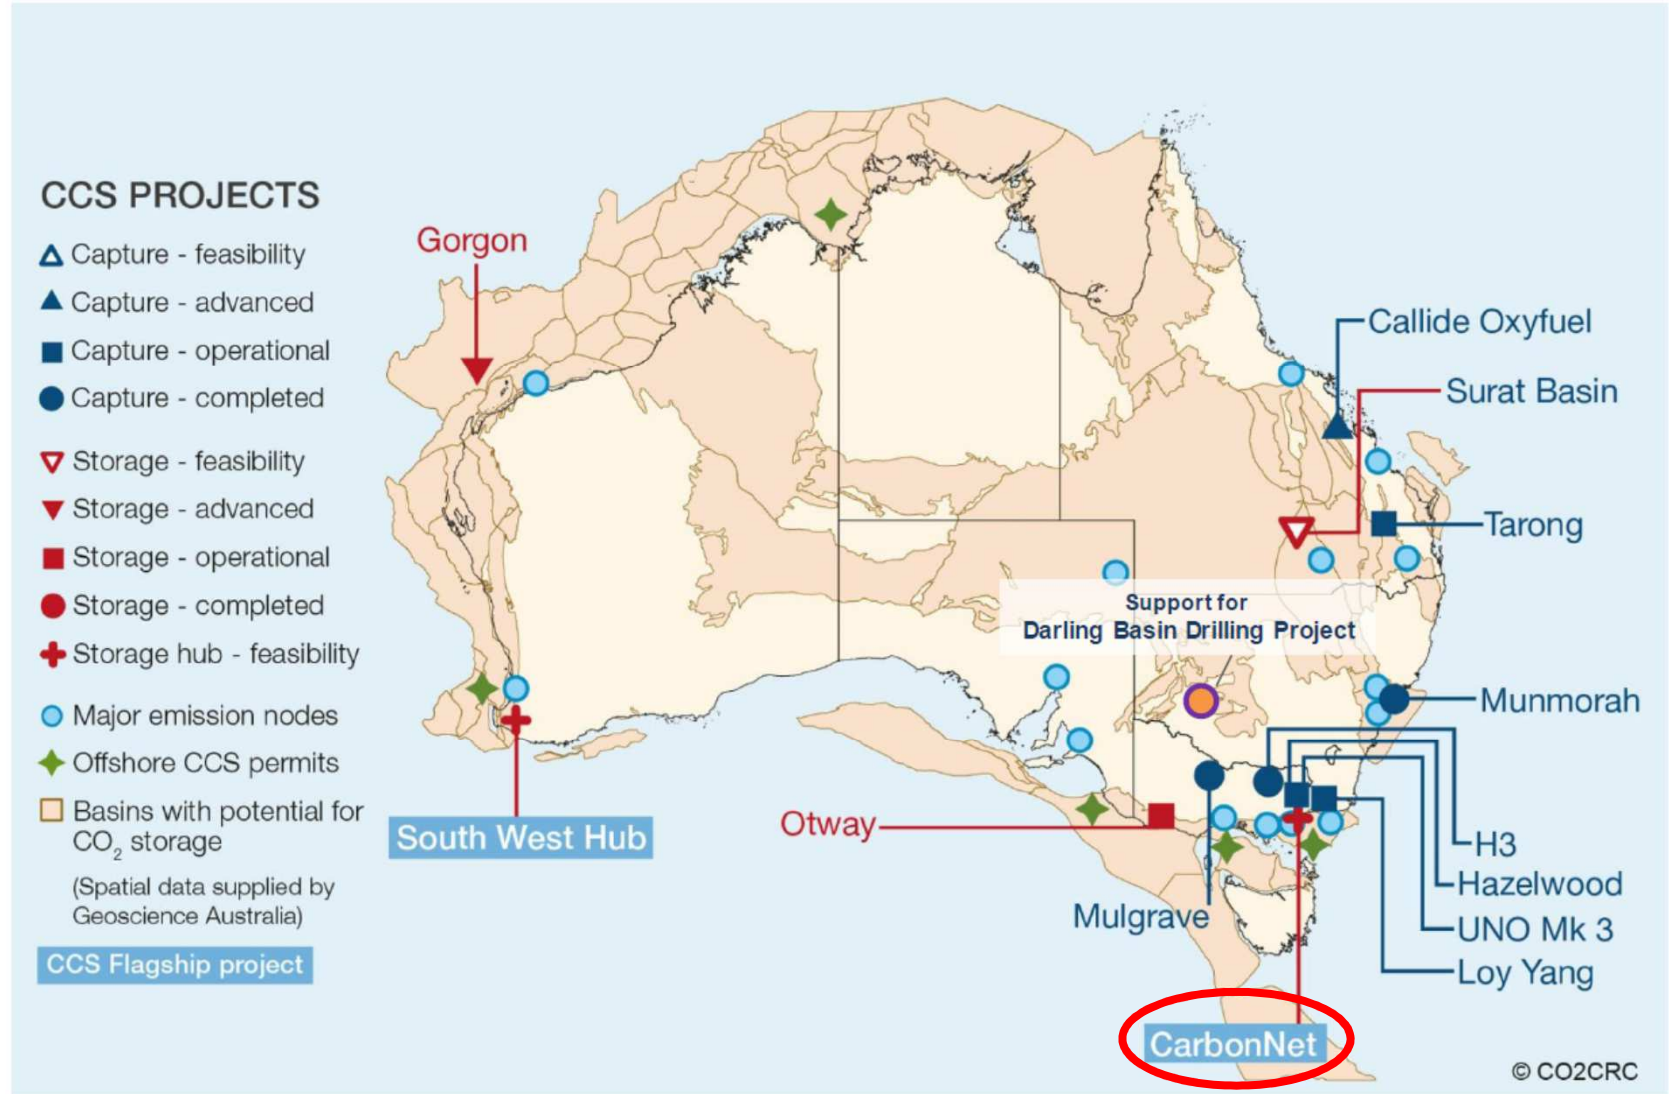 CCS PROJECTS
Capture - feasibility
Capture - advanced
Capture - operational
Capture - completed
Storage - feasibility
Storage - advanced
Storage - operational
Storage - completed
Storage hub - feasibility
Major emission nodes
Offshore CCS permits
Basins with potential for
CO₂ storage
(Spatial data supplied by
Geoscience Australia)
CCS Flagship project
Gorgon
South West Hub
Otway
Support for
Darling Basin Drilling Project
Callide Oxyfuel
Surat Basin
Tarong
Munmorah
Mulgrave
H3
Hazelwood
UNO Mk 3
Loy Yang
CarbonNet
© CO2CRC